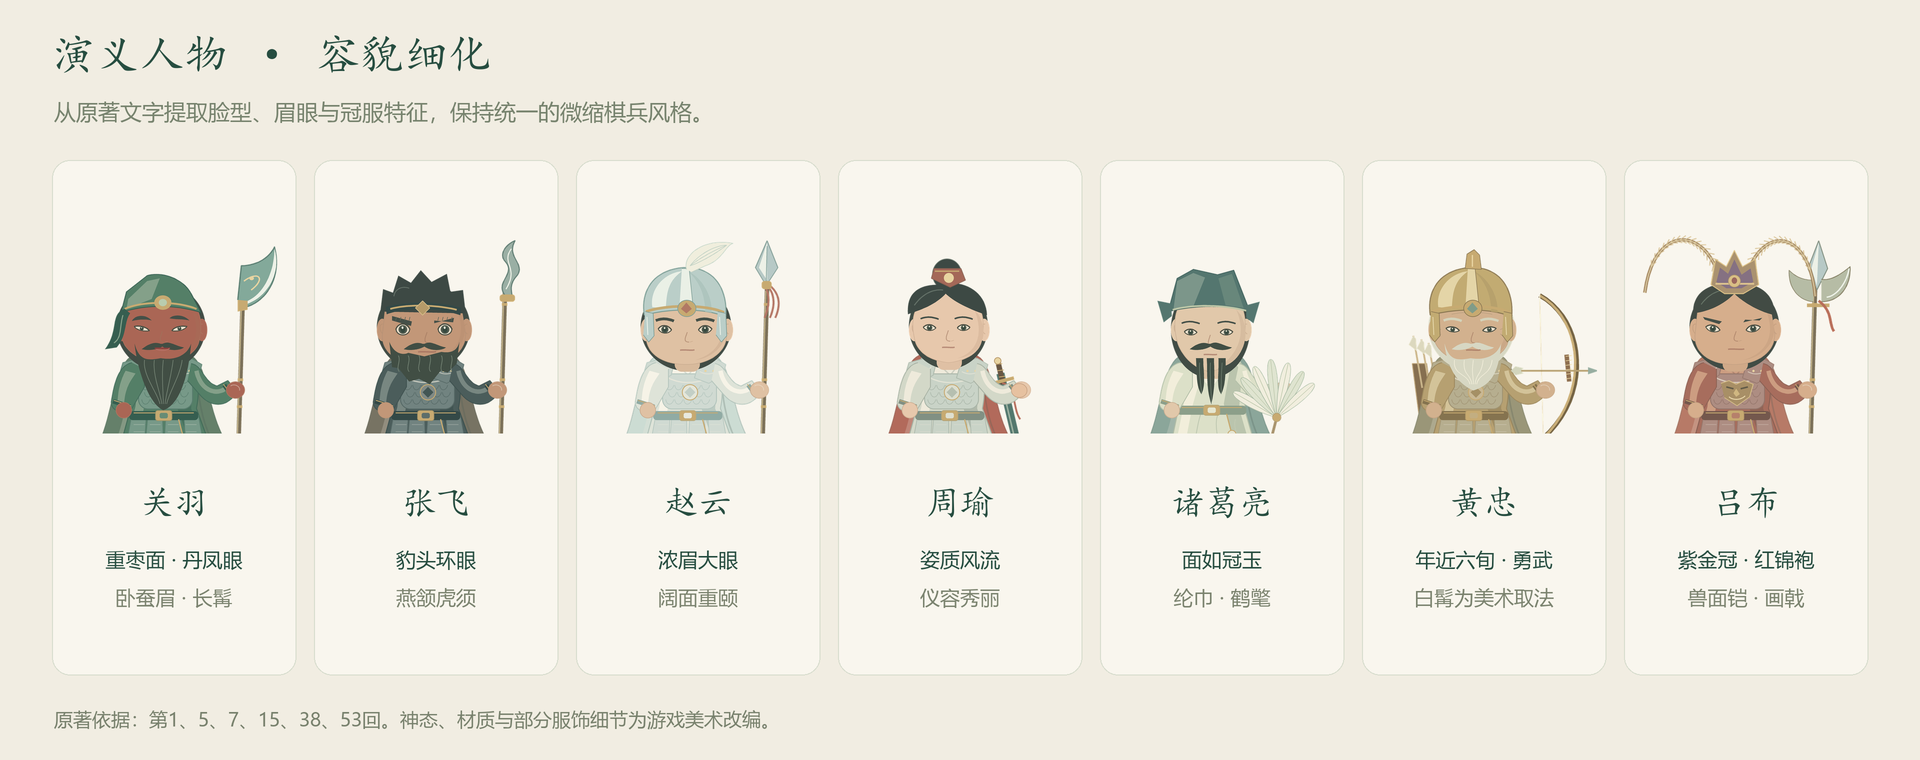 演义人物 • 容貌细化
从原著文字提取脸型、眉眼与冠服特征，保持统一的微缩棋兵风格。
关羽
重枣面 · 丹凤眼
卧蚕眉 · 长髯
张飞
豹头环眼
燕颔虎须
赵云
浓眉大眼
阔面重颐
周瑜
姿质风流
仪容秀丽
诸葛亮
面如冠玉
纶巾 · 鹤氅
黄忠
年近六旬 · 勇武
白髯为美术取法
吕布
紫金冠 · 红锦袍
兽面铠 · 画戟
原著依据：第1、5、7、15、38、53回。神态、材质与部分服饰细节为游戏美术改编。